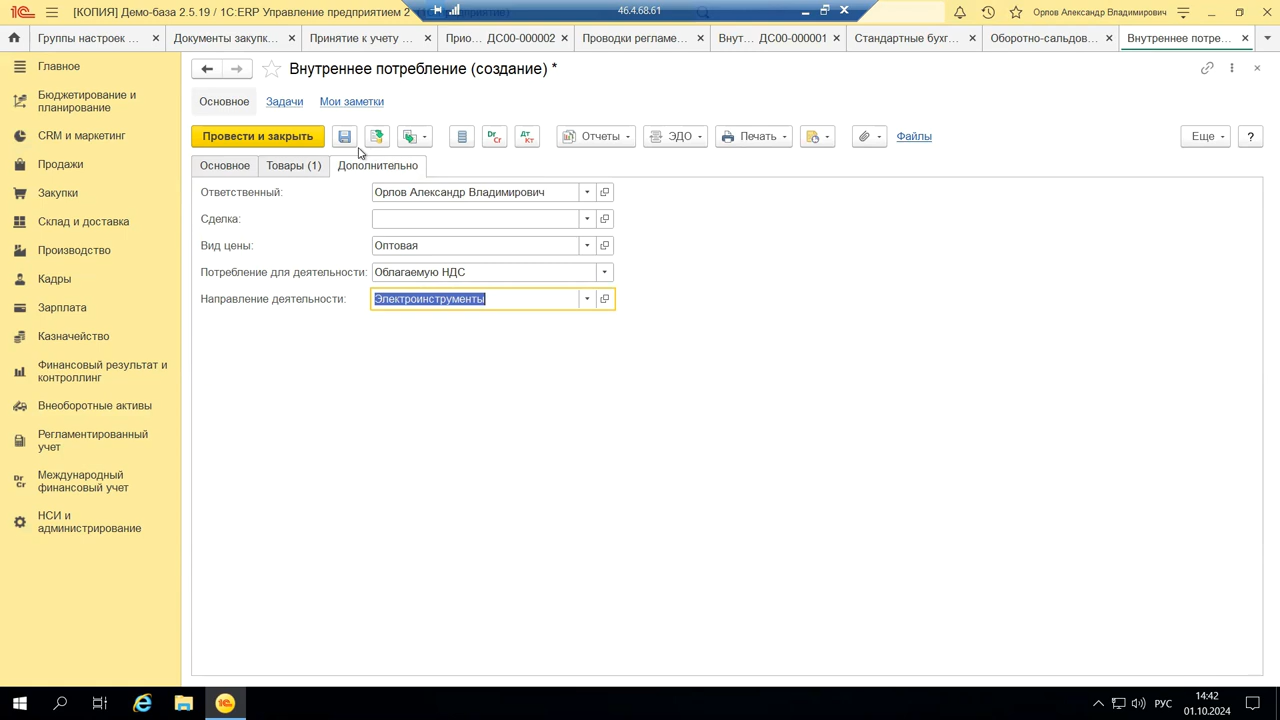 [КОПИЯ] Демо-база 2.5.19 / 1С:ERP Управление предприятием 2
46.4.68.61
Орлов Александр Владимирович
Группы настроек ...
Документы закупк...
Принятие к учету ...
Прио... ДС00-000002
Проводки регламе...
Внут... ДС00-000001
Стандартные бухг...
Оборотно-сальдов...
Внутреннее потре...
Главное
Бюджетирование и
планирование
CRM и маркетинг
Продажи
Закупки
Склад и доставка
Производство
Кадры
Зарплата
Казначейство
Финансовый результат и
контроллинг
Внеоборотные активы
Регламентированный
учет
Международный
финансовый учет
НСИ и
администрирование
Внутреннее потребление (создание) *
Основное Задачи Мои заметки
Провести и закрыть
Dr
Cr
Дт
Кт
Отчеты
ЭДО
Печать
Файлы
Еще
?
Основное Товары (1) Дополнительно
Ответственный: Орлов Александр Владимирович
Сделка:
Вид цены: Оптовая
Потребление для деятельности: Облагаемую НДС
Направление деятельности: Электроинструменты
РУС
14:42
01.10.2024